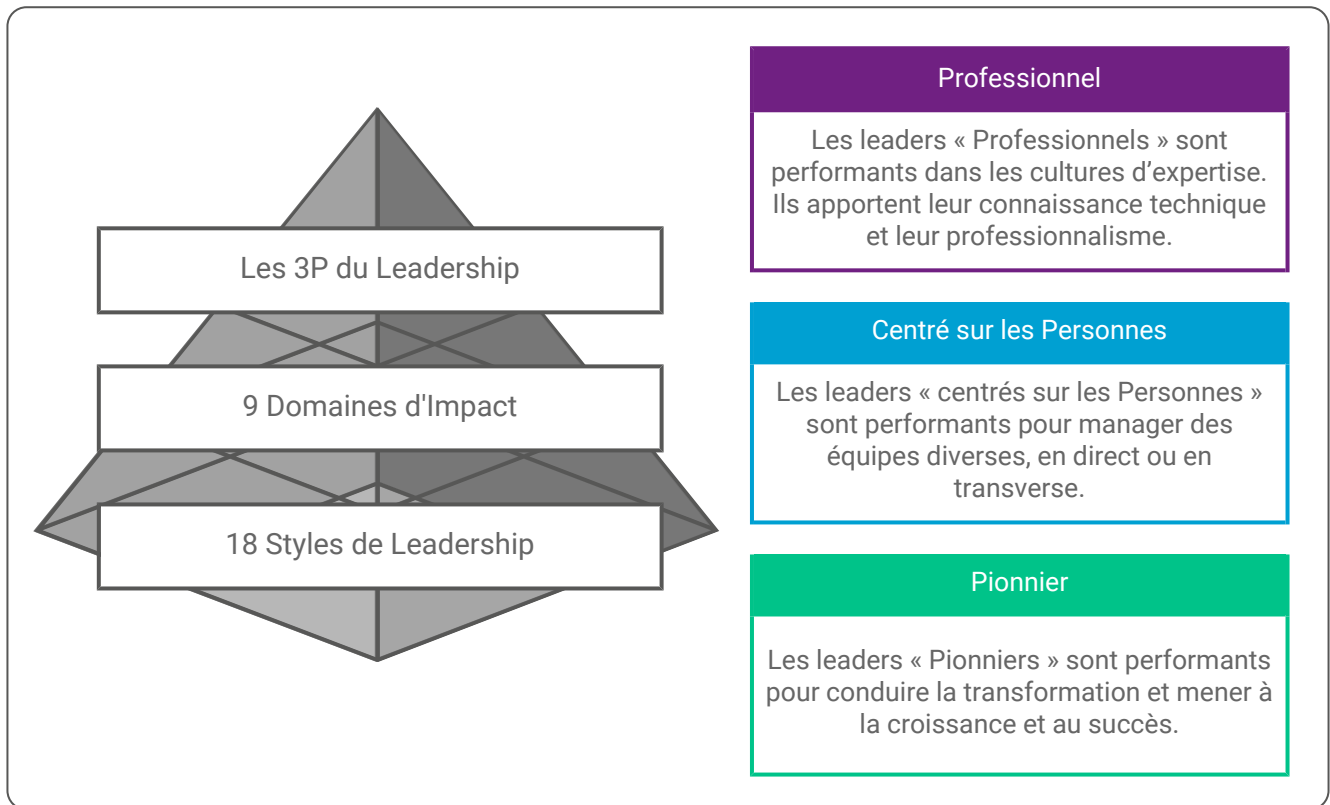 Les 3P du Leadership
9 Domaines d'Impact
18 Styles de Leadership
Professionnel
Les leaders « Professionnels » sont
performants dans les cultures d’expertise.
Ils apportent leur connaissance technique
et leur professionnalisme.
Centré sur les Personnes
Les leaders « centrés sur les Personnes »
sont performants pour manager des
équipes diverses, en direct ou en
transverse.
Pionnier
Les leaders « Pionniers » sont performants
pour conduire la transformation et mener à
la croissance et au succès.